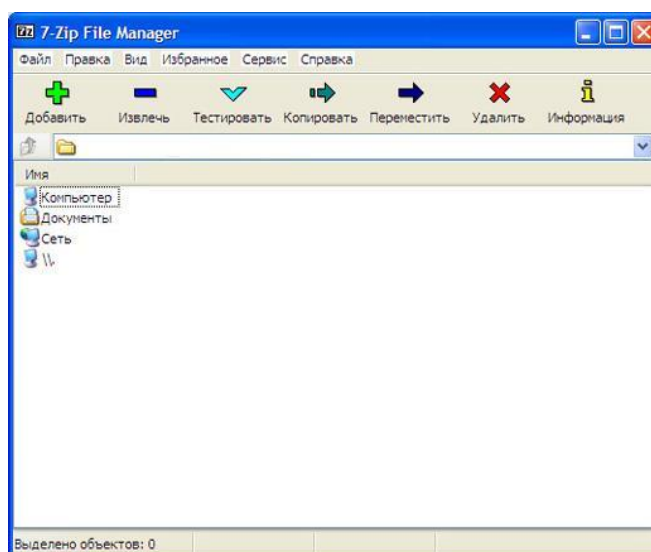 7-Zip File Manager
Файл Правка Вид Избранное Сервис Справка
Добавить Извлечь Тестировать Копировать Переместить Удалить Информация
Имя
Компьютер
Документы
Сеть
\\.
Выделено объектов: 0